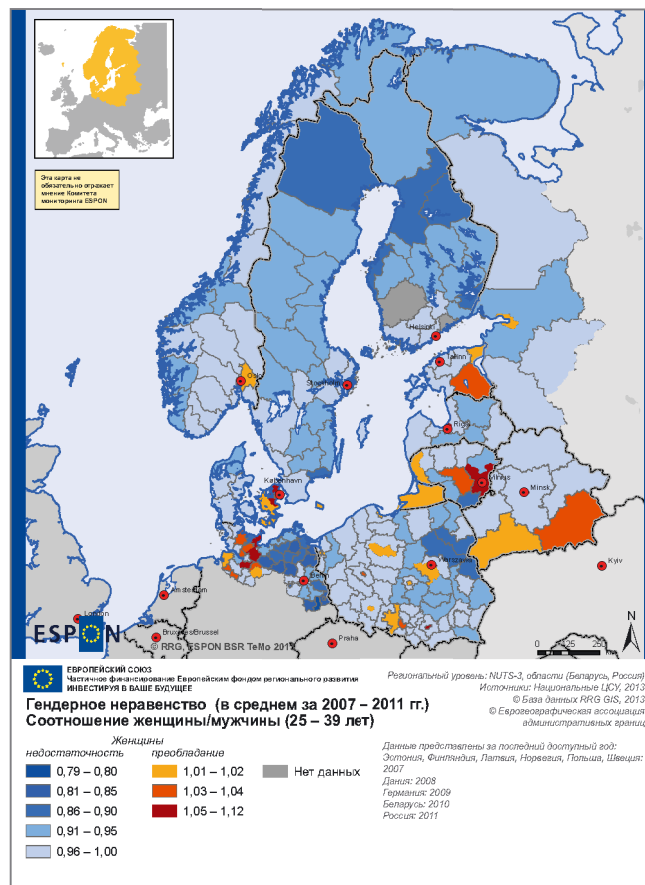 Эта карта не
обязательно отражает
мнение Комитета
мониторинга ESPON
Helsinki
Tallinn
Oslo
Stockholm
Riga
København
Vilnius
Minsk
Warszawa
Berlin
Kyiv
Amsterdam
London
Bruxelles/Brussel
Praha
N
ESPON
© RRG, ESPON BSR TeMo 201
0 125 250
ЕВРОПЕЙСКИЙ СОЮЗ
Частичное финансирование Европейским фондом регионального развития
ИНВЕСТИРУЯ В ВАШЕ БУДУЩЕЕ
Региональный уровень: NUTS-3, области (Беларусь, Россия)
Источники: Национальные ЦСУ, 2013
© База данных RRG GIS, 2013
© Еврогеографическая ассоциация
административных границ
Гендерное неравенство (в среднем за 2007 – 2011 гг.)
Соотношение женщины/мужчины (25 – 39 лет)
Женщины
недостаточность преобладание
0,79 – 0,80 1,01 – 1,02 Нет данных
0,81 – 0,85 1,03 – 1,04
0,86 – 0,90 1,05 – 1,12
0,91 – 0,95
0,96 – 1,00
Данные представлены за последний доступный год:
Эстония, Финляндия, Латвия, Норвегия, Польша, Швеция:
2007
Дания: 2008
Германия: 2009
Беларусь: 2010
Россия: 2011